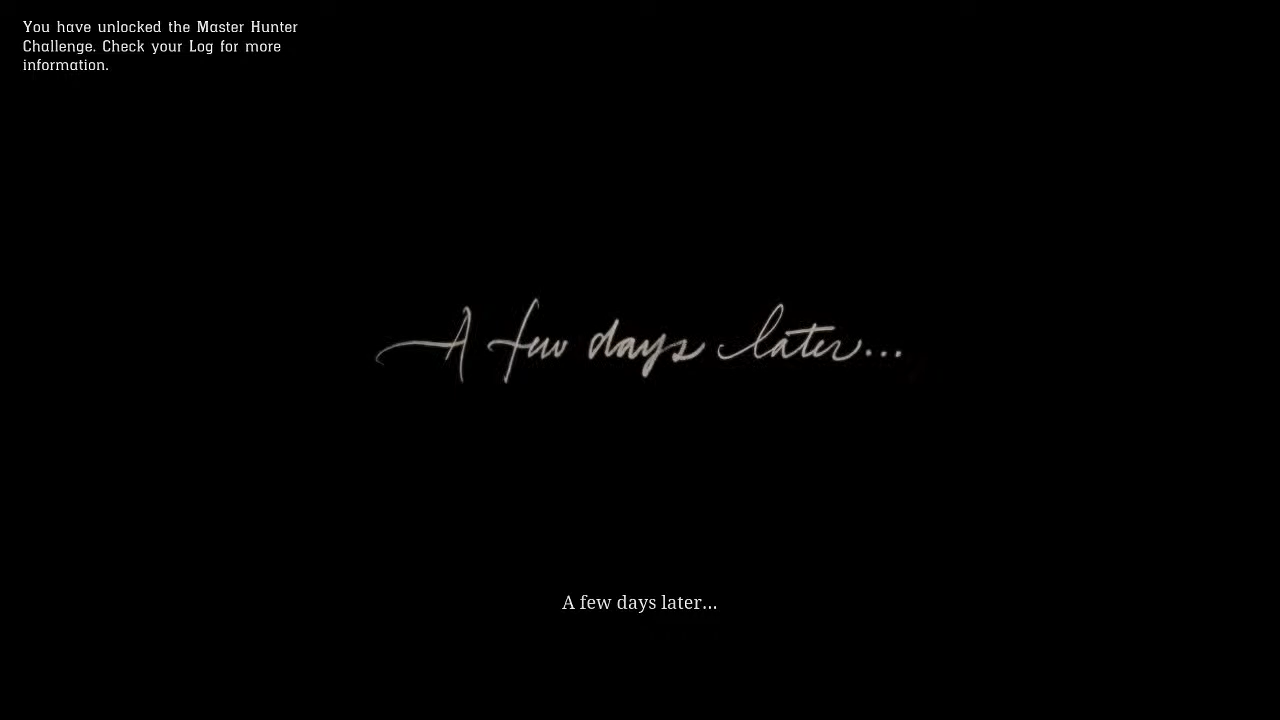 You have unlocked the Master Hunter
Challenge. Check your Log for more
information.
A few days later...
A few days later...